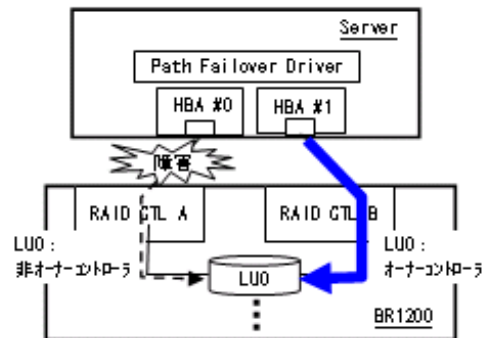 Server
Path Failover Driver
HBA #0
HBA #1
障害
RAID CTL A
RAID CTL B
LU0：
非オーナーコントローラ
LU0：
オーナーコントローラ
LU0
BR1200